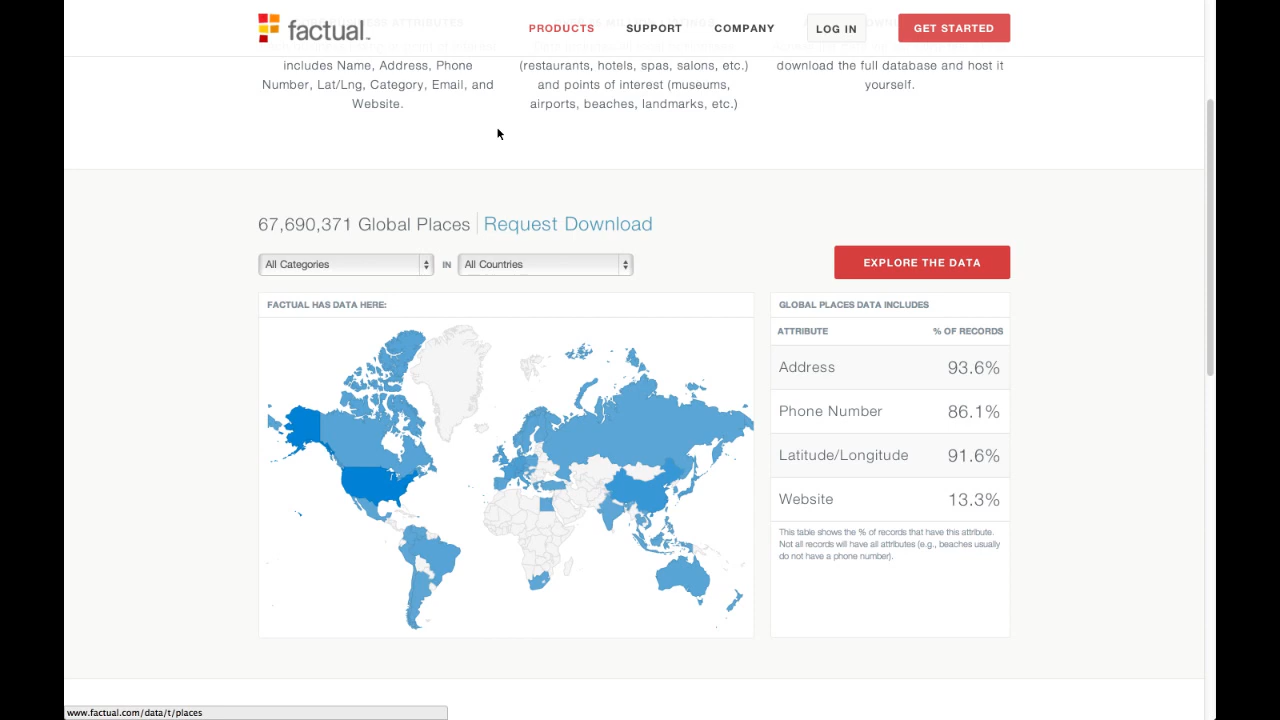 factual
PRODUCTS
SUPPORT
COMPANY
LOG IN
GET STARTED
includes Name, Address, Phone
Number, Lat/Lng, Category, Email, and
Website.
(restaurants, hotels, spas, salons, etc.)
and points of interest (museums,
airports, beaches, landmarks, etc.)
download the full database and host it
yourself.
67,690,371 Global Places
Request Download
All Categories
IN
All Countries
EXPLORE THE DATA
FACTUAL HAS DATA HERE:
GLOBAL PLACES DATA INCLUDES
ATTRIBUTE
% OF RECORDS
Address
93.6%
Phone Number
86.1%
Latitude/Longitude
91.6%
Website
13.3%
This table shows the % of records that have this attribute.
Not all records will have all attributes (e.g., beaches usually
do not have a phone number).
www.factual.com/data/t/places